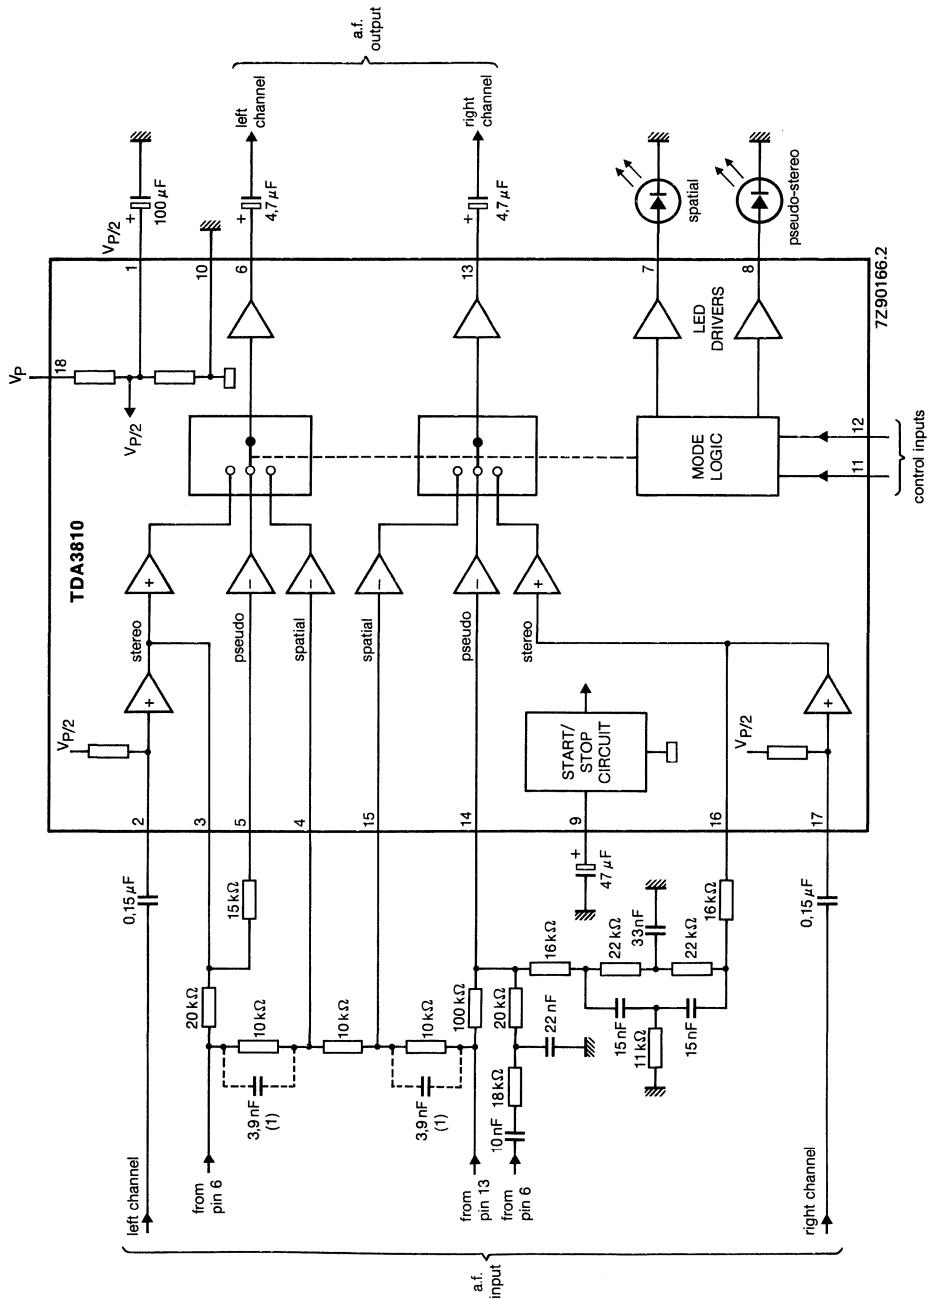 a.f.
output
left
channel
right
channel
VP/2
+
100 µF
+
4,7 µF
+
4,7 µF
spatial
pseudo-stereo
1
10
6
13
7
8
7Z90166.2
VP
18
VP/2
LED
DRIVERS
MODE
LOGIC
12
11
control inputs
TDA3810
+
−
−
−
−
+
stereo
pseudo
spatial
spatial
pseudo
stereo
+
+
VP/2
START/
STOP
CIRCUIT
VP/2
2
3
5
4
15
14
9
16
17
0,15 µF
15 kΩ
+
47 µF
16 kΩ
0,15 µF
20 kΩ
10 kΩ
10 kΩ
10 kΩ
100 kΩ
20 kΩ
16 kΩ
22 kΩ
33 nF
22 kΩ
22 nF
15 nF
11 kΩ
15 nF
3,9 nF
(1)
3,9 nF
(1)
18 kΩ
10 nF
left channel
from
pin 6
from
pin 13
from
pin 6
right channel
a.f.
input